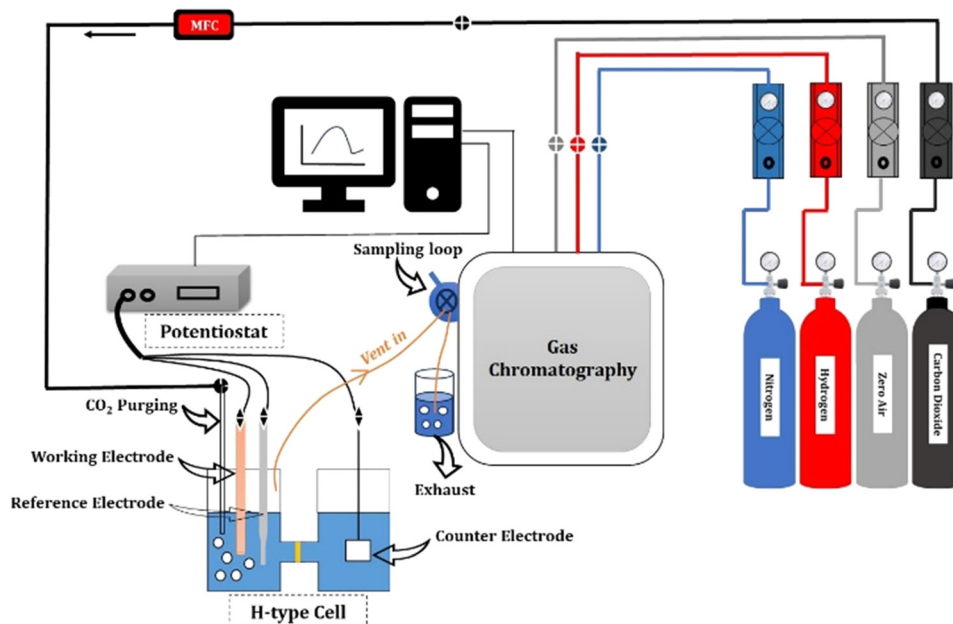 MFC
Sampling loop
Potentiostat
Vent in
Gas
Chromatography
Nitrogen
Hydrogen
Zero Air
Carbon Dioxide
CO₂ Purging
Working Electrode
Reference Electrode
Exhaust
Counter Electrode
H-type Cell